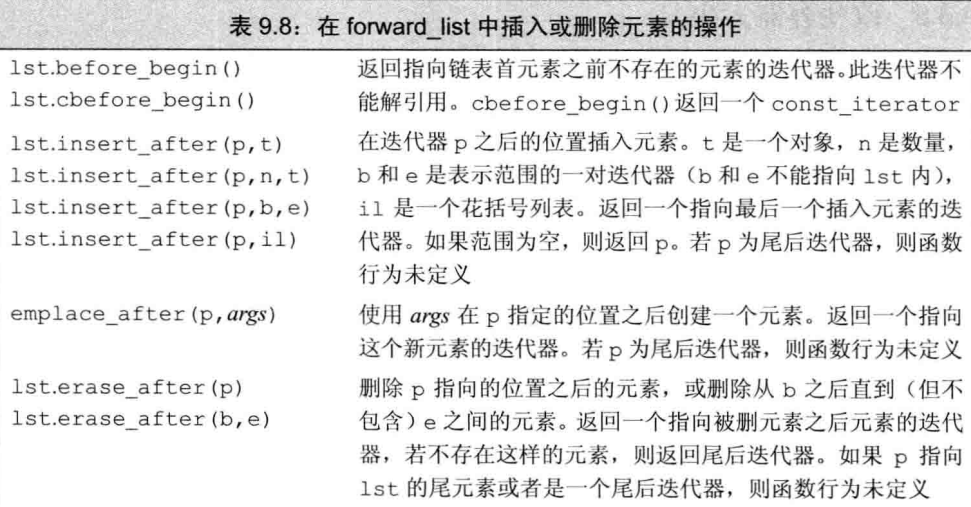 表 9.8：在 forward_list 中插入或删除元素的操作
lst.before_begin() 返回指向链表首元素之前不存在的元素的迭代器。此迭代器不
lst.cbefore_begin() 能解引用。cbefore_begin()返回一个 const_iterator
lst.insert_after(p,t) 在迭代器 p 之后的位置插入元素。t 是一个对象，n 是数量，
lst.insert_after(p,n,t) b 和 e 是表示范围的一对迭代器（b 和 e 不能指向 lst 内），
lst.insert_after(p,b,e) il 是一个花括号列表。返回一个指向最后一个插入元素的迭
lst.insert_after(p,il) 代器。如果范围为空，则返回 p。若 p 为尾后迭代器，则函数
行为未定义
emplace_after(p,args) 使用 args 在 p 指定的位置之后创建一个元素。返回一个指向
这个新元素的迭代器。若 p 为尾后迭代器，则函数行为未定义
lst.erase_after(p) 删除 p 指向的位置之后的元素，或删除从 b 之后直到（但不
lst.erase_after(b,e) 包含）e 之间的元素。返回一个指向被删元素之后元素的迭代
器，若不存在这样的元素，则返回尾后迭代器。如果 p 指向
lst 的尾元素或者是一个尾后迭代器，则函数行为未定义